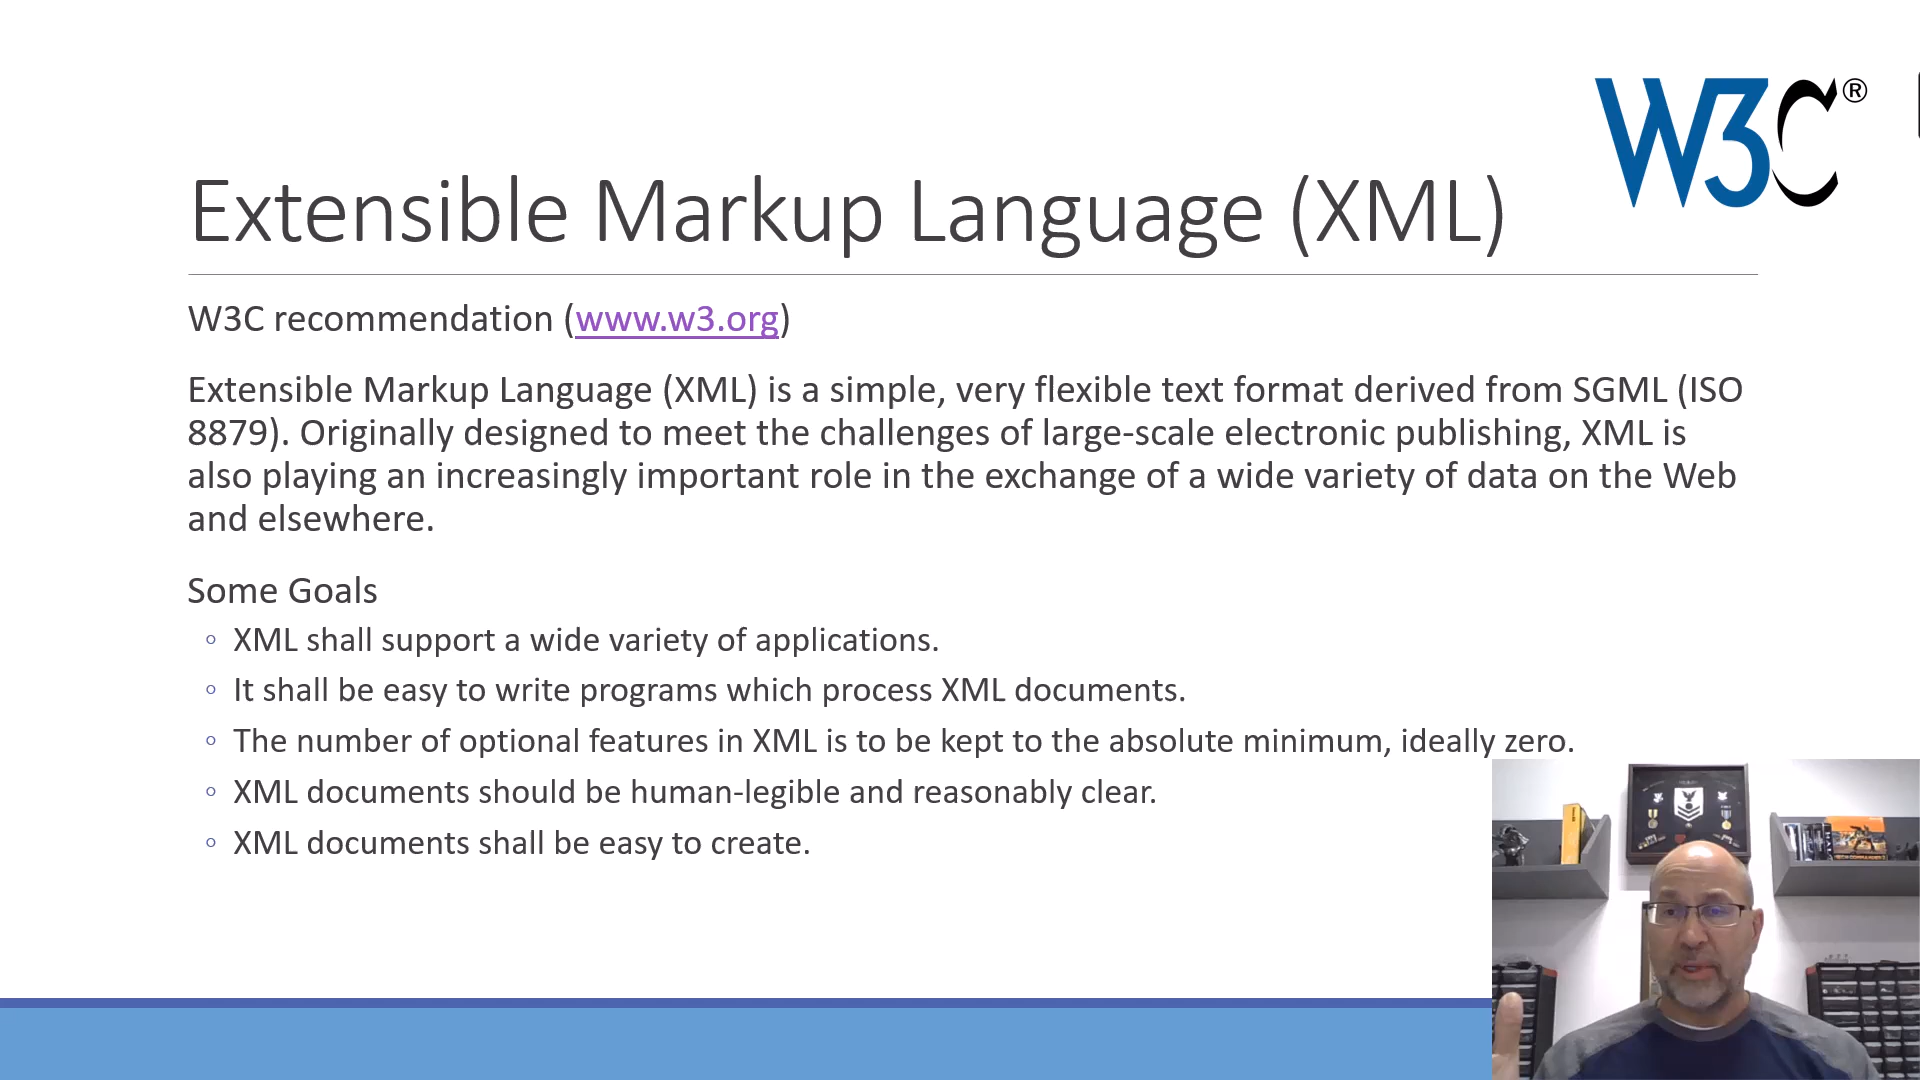 W3C®
Extensible Markup Language (XML)
W3C recommendation (www.w3.org)
Extensible Markup Language (XML) is a simple, very flexible text format derived from SGML (ISO
8879). Originally designed to meet the challenges of large-scale electronic publishing, XML is
also playing an increasingly important role in the exchange of a wide variety of data on the Web
and elsewhere.
Some Goals
◦ XML shall support a wide variety of applications.
◦ It shall be easy to write programs which process XML documents.
◦ The number of optional features in XML is to be kept to the absolute minimum, ideally zero.
◦ XML documents should be human-legible and reasonably clear.
◦ XML documents shall be easy to create.